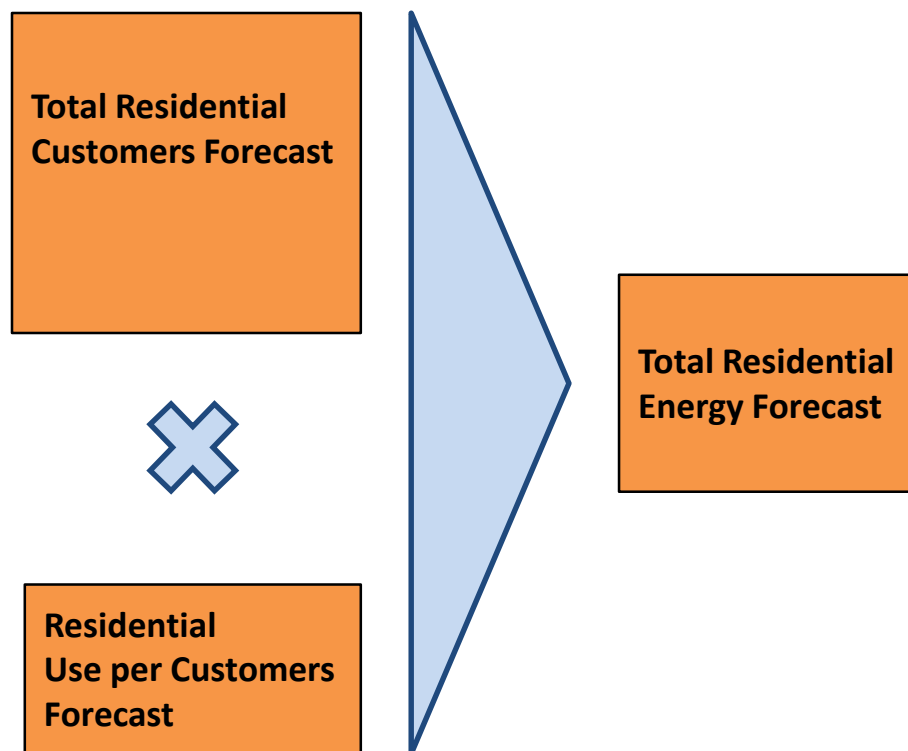 Total Residential
Customers Forecast
Total Residential
Energy Forecast
Residential
Use per Customers
Forecast